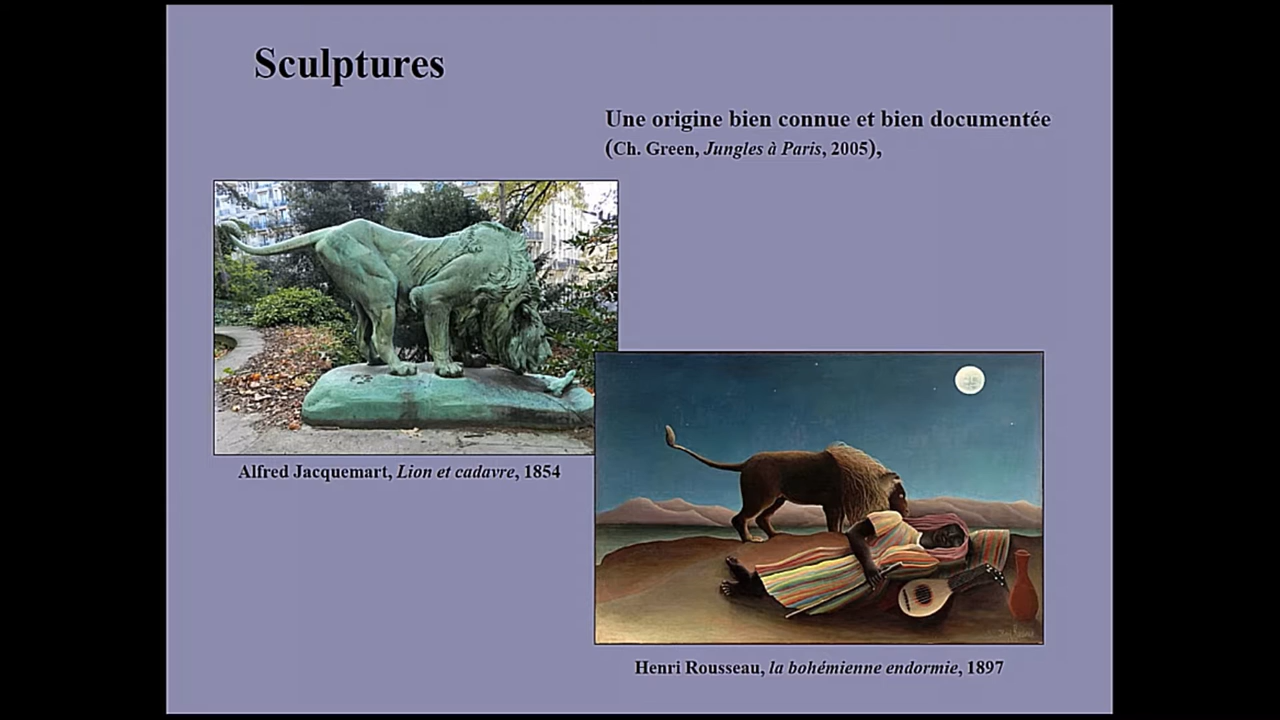 Sculptures
Une origine bien connue et bien documentée
(Ch. Green, Jungles à Paris, 2005),
Alfred Jacquemart, Lion et cadavre, 1854
Henri Rousseau, la bohémienne endormie, 1897